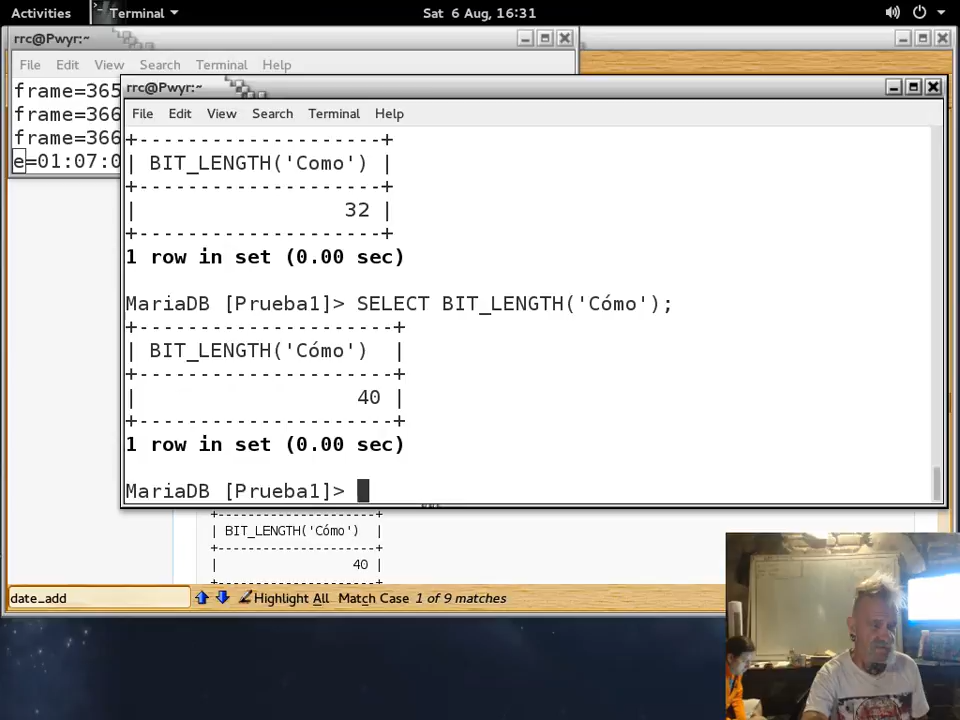 Activities Terminal Sat 6 Aug, 16:31
rrc@Pwyr:~
File Edit View Search Terminal Help
frame=365
frame=366
frame=366
e=01:07:0
rrc@Pwyr:~
File Edit View Search Terminal Help
+--------------------+
| BIT_LENGTH('Como') |
+--------------------+
|                 32 |
+--------------------+
1 row in set (0.00 sec)
MariaDB [Prueba1]> SELECT BIT_LENGTH('Cómo');
+---------------------+
| BIT_LENGTH('Cómo')  |
+---------------------+
|                  40 |
+---------------------+
1 row in set (0.00 sec)
MariaDB [Prueba1]>
+---------------------+
| BIT_LENGTH('Cómo')  |
+---------------------+
|                  40 |
+---------------------+
date_add Highlight All Match Case 1 of 9 matches